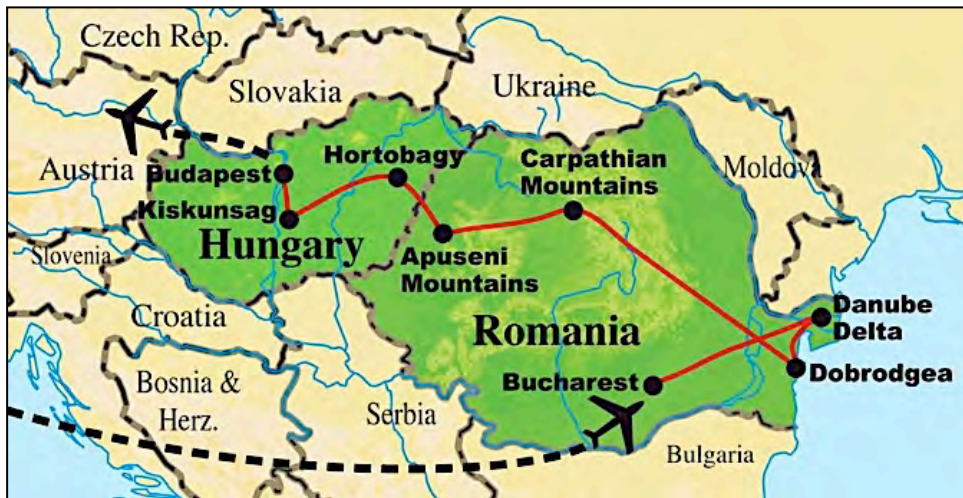 Czech Rep.
Slovakia
Ukraine
Austria
Budapest
Hortobagy
Carpathian
Mountains
Moldova
Kiskunsag
Hungary
Slovenia
Apuseni
Mountains
Croatia
Romania
Danube
Delta
Bosnia &
Herz.
Serbia
Bucharest
Dobrodgea
Bulgaria